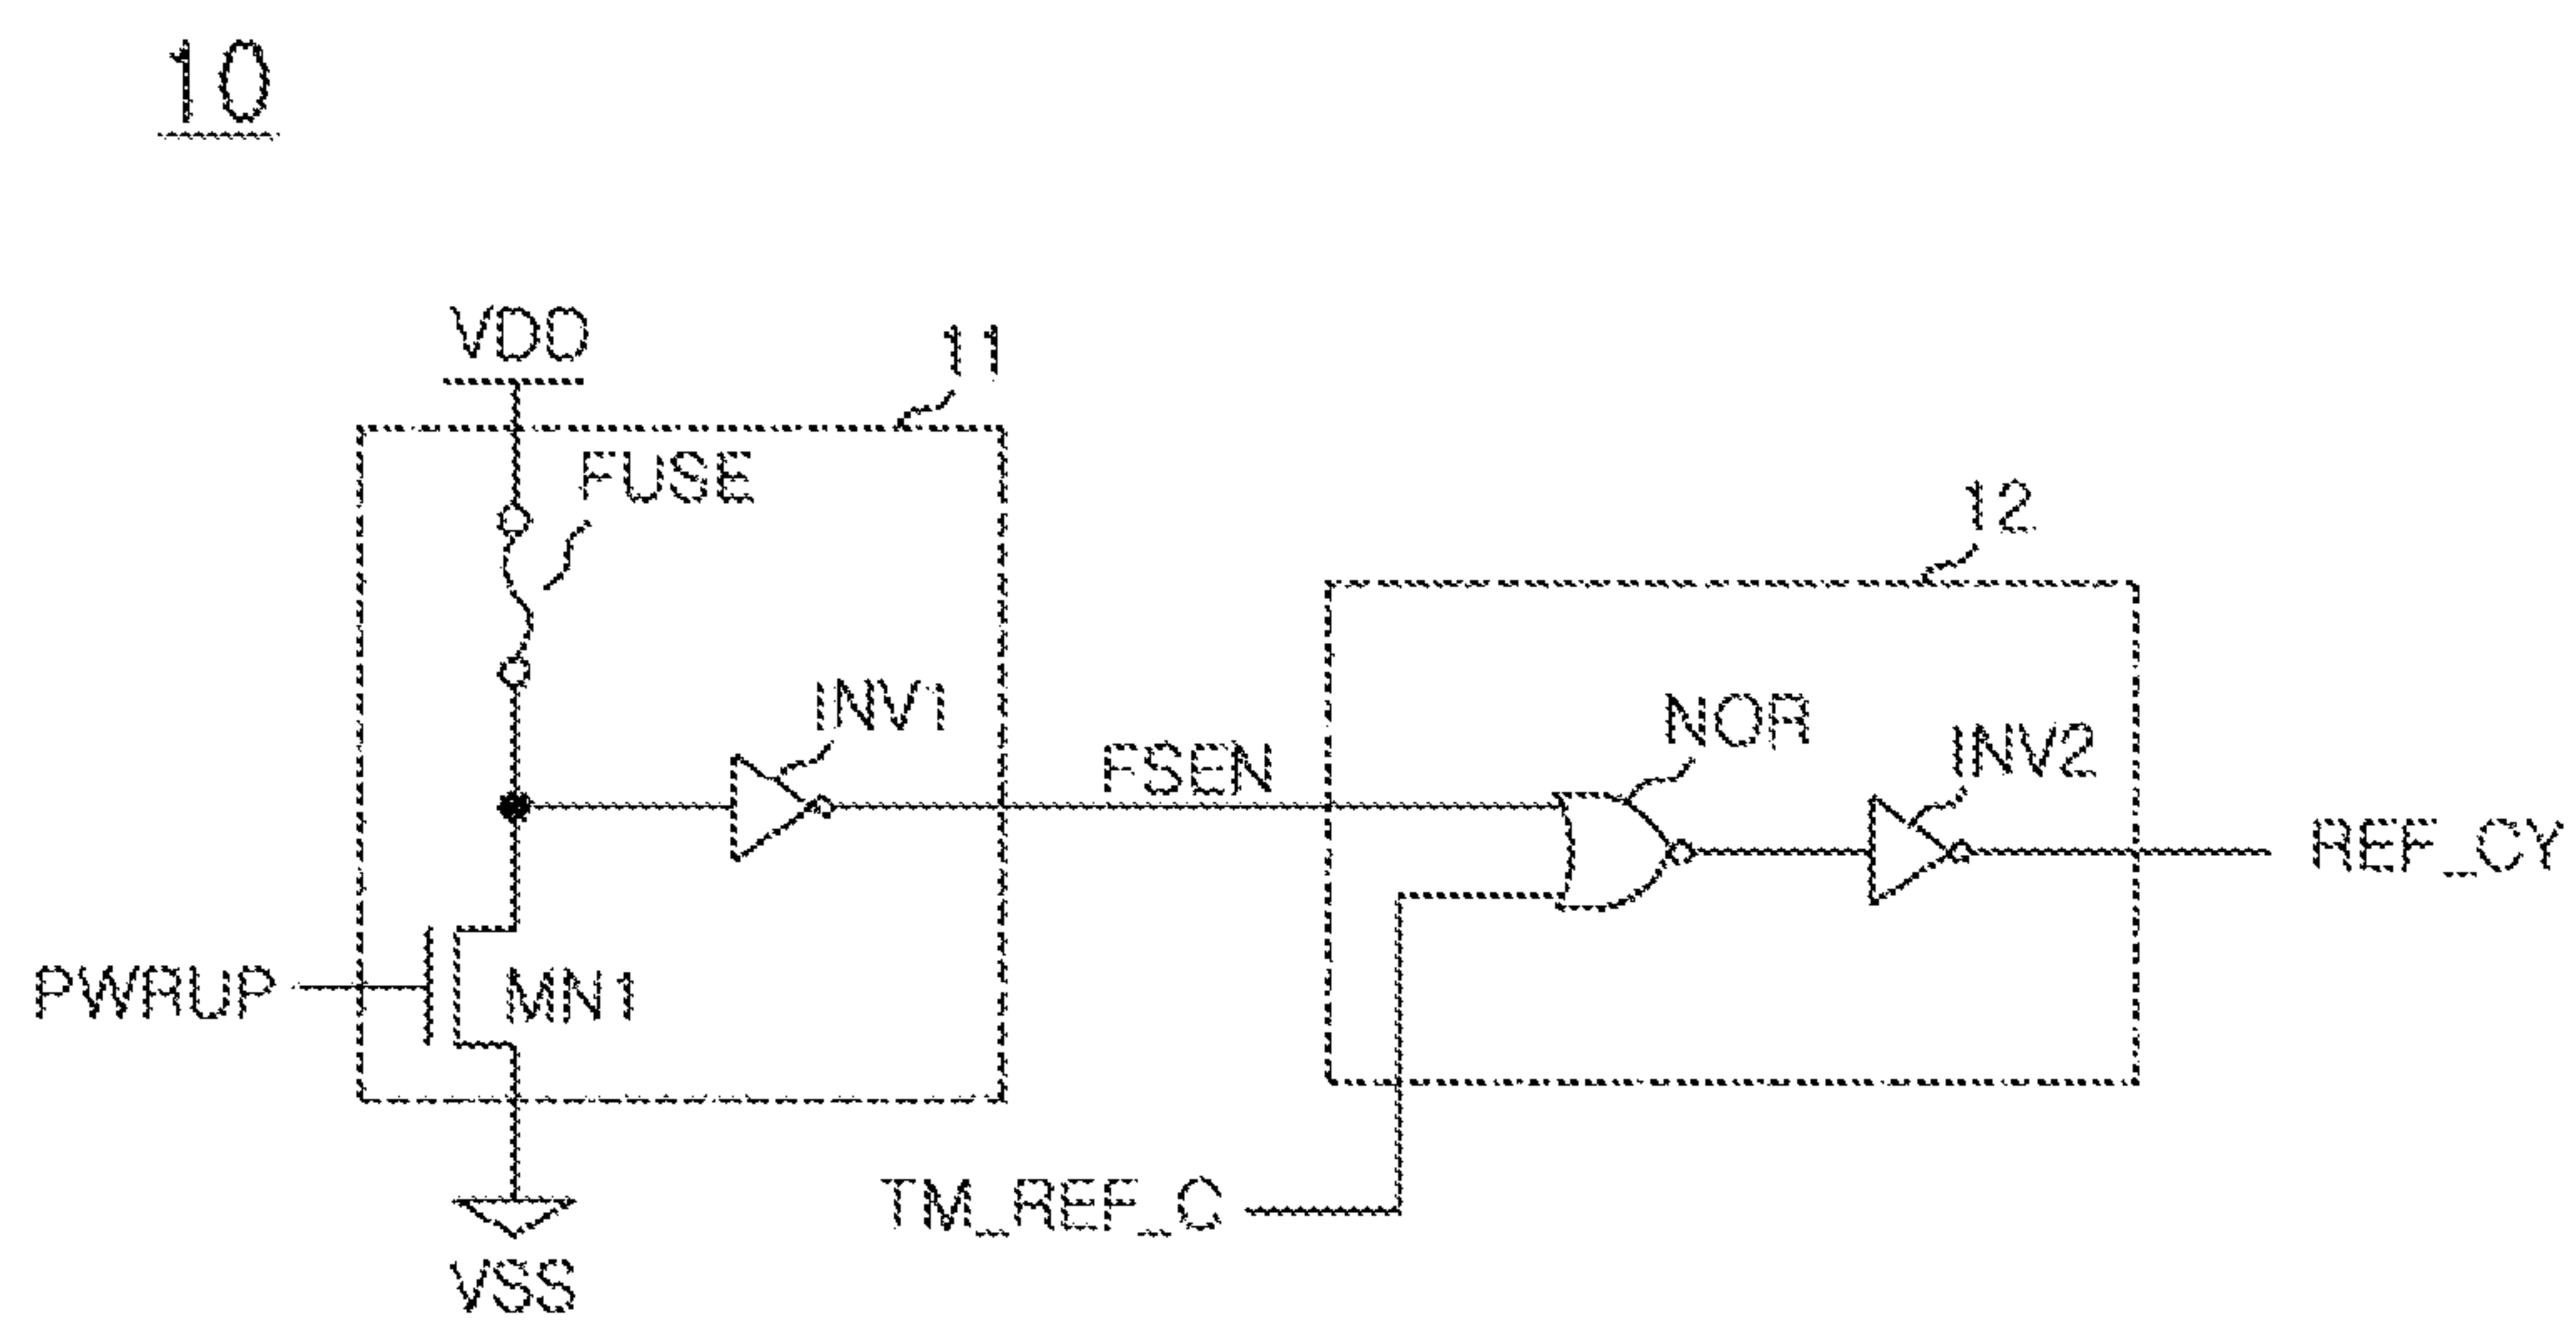 10
VDD
11
FUSE
12
INV1
NOR
FSEN
INV2
REF_CY
PWRUP
MN1
TM_REF_C
VSS